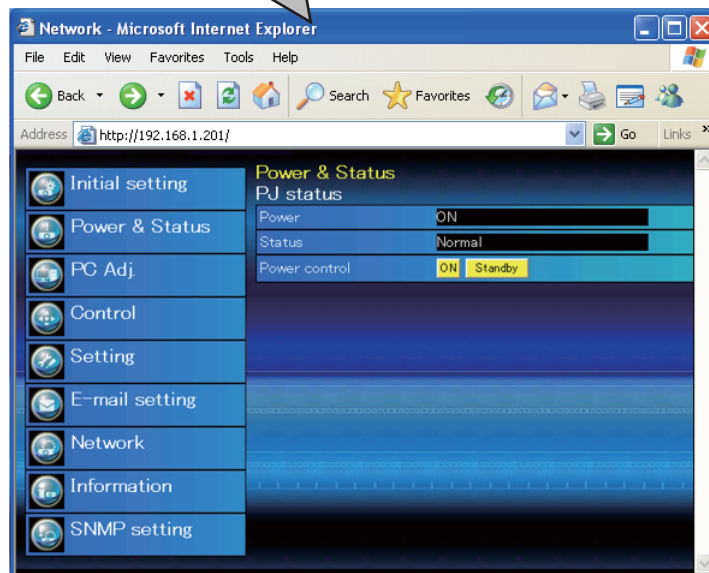 Network - Microsoft Internet Explorer
File Edit View Favorites Tools Help
Back Search Favorites
Address http://192.168.1.201/ Go Links »
Initial setting
Power & Status
PC Adj.
Control
Setting
E-mail setting
Network
Information
SNMP setting
Power & Status
PJ status
Power ON
Status Normal
Power control ON Standby